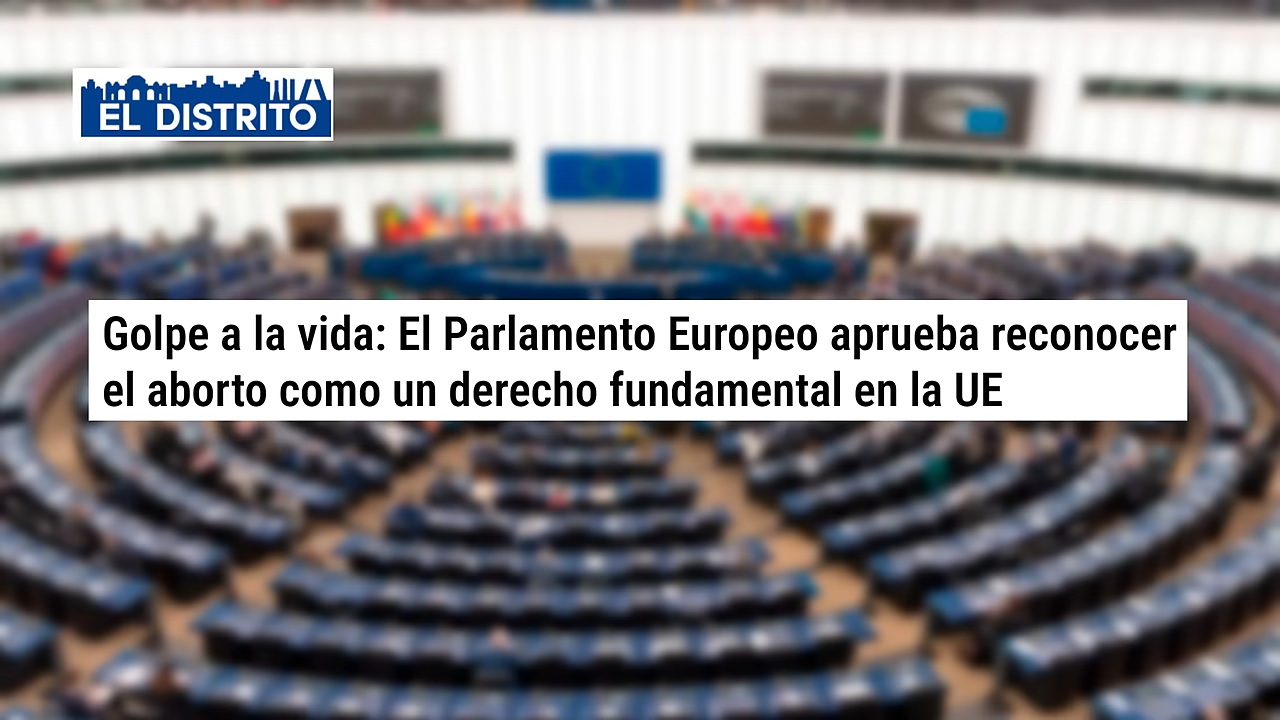 EL DISTRITO
Golpe a la vida: El Parlamento Europeo aprueba reconocer
el aborto como un derecho fundamental en la UE